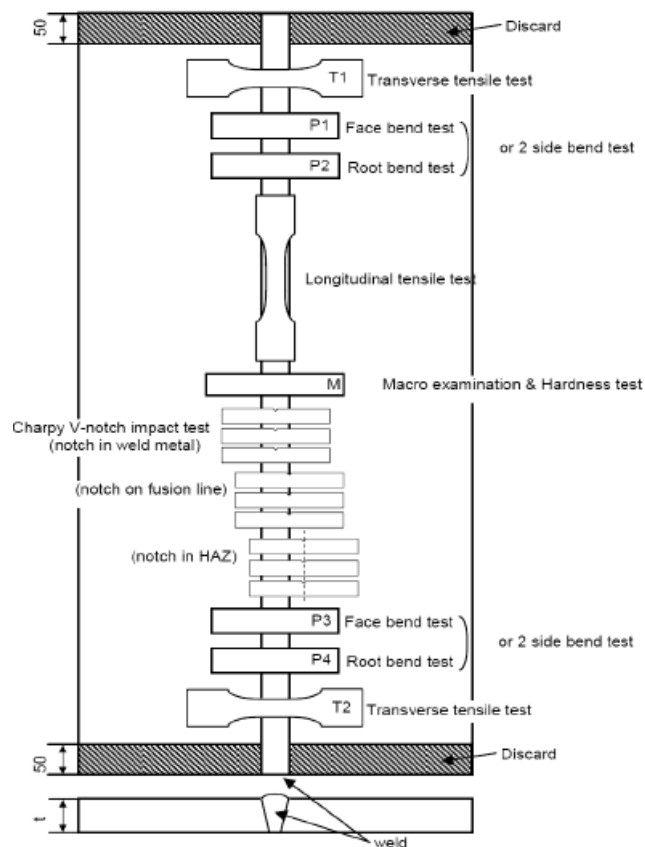 50
Discard
T1
Transverse tensile test
P1
Face bend test
or 2 side bend test
P2
Root bend test
Longitudinal tensile test
M
Macro examination & Hardness test
Charpy V-notch impact test
(notch in weld metal)
(notch on fusion line)
(notch in HAZ)
P3
Face bend test
or 2 side bend test
P4
Root bend test
T2
Transverse tensile test
50
Discard
t
weld